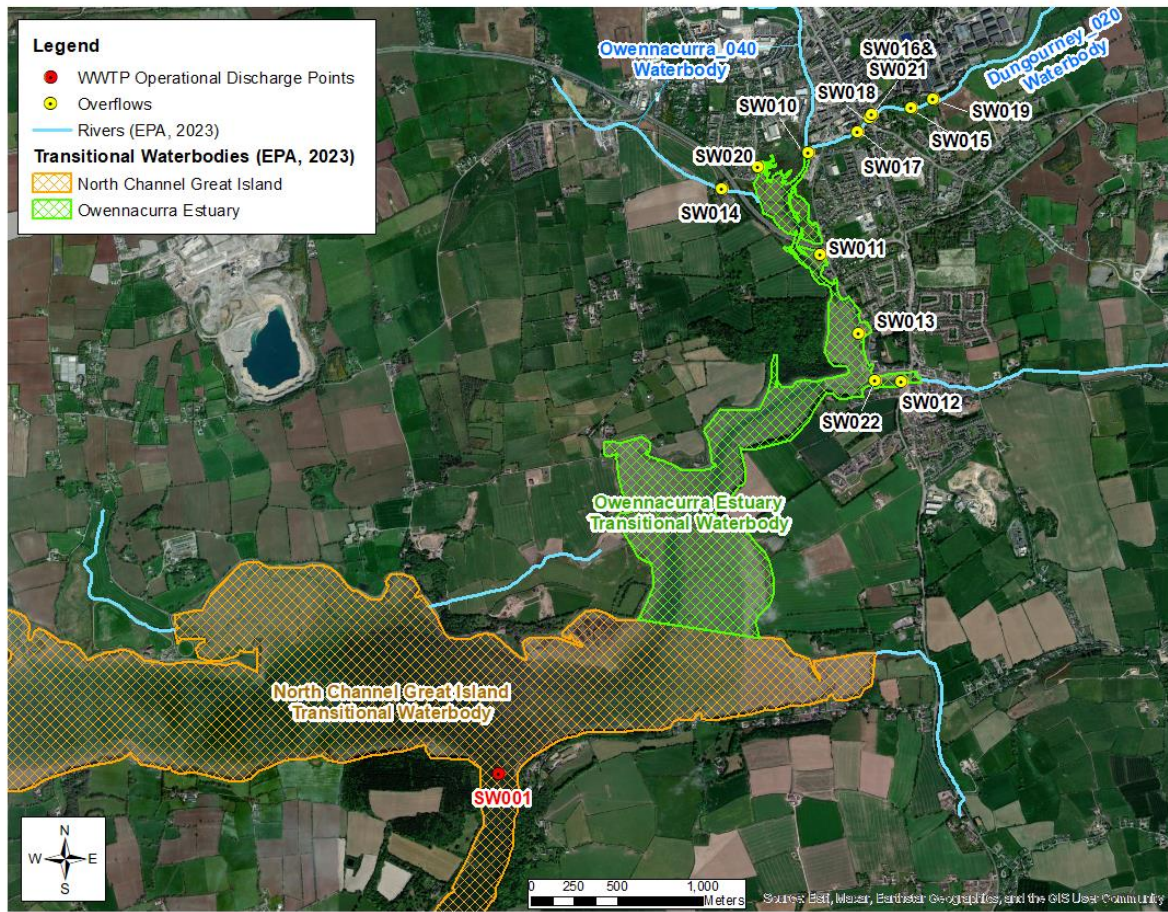 Legend
WWTP Operational Discharge Points
Overflows
Rivers (EPA, 2023)
Transitional Waterbodies (EPA, 2023)
North Channel Great Island
Owennacurra Estuary
Owennacurra_040
Waterbody
SW016&
SW021
Dungourney_020
Waterbody
SW018
SW010
SW019
SW015
SW017
SW020
SW014
SW011
SW013
SW022
SW012
Owennacurra Estuary
Transitional Waterbody
North Channel Great Island
Transitional Waterbody
SW001
N
W
E
S
0 250 500 1,000
Meters
Source: Esri, Maxar, Earthstar Geographics, and the GIS User Community